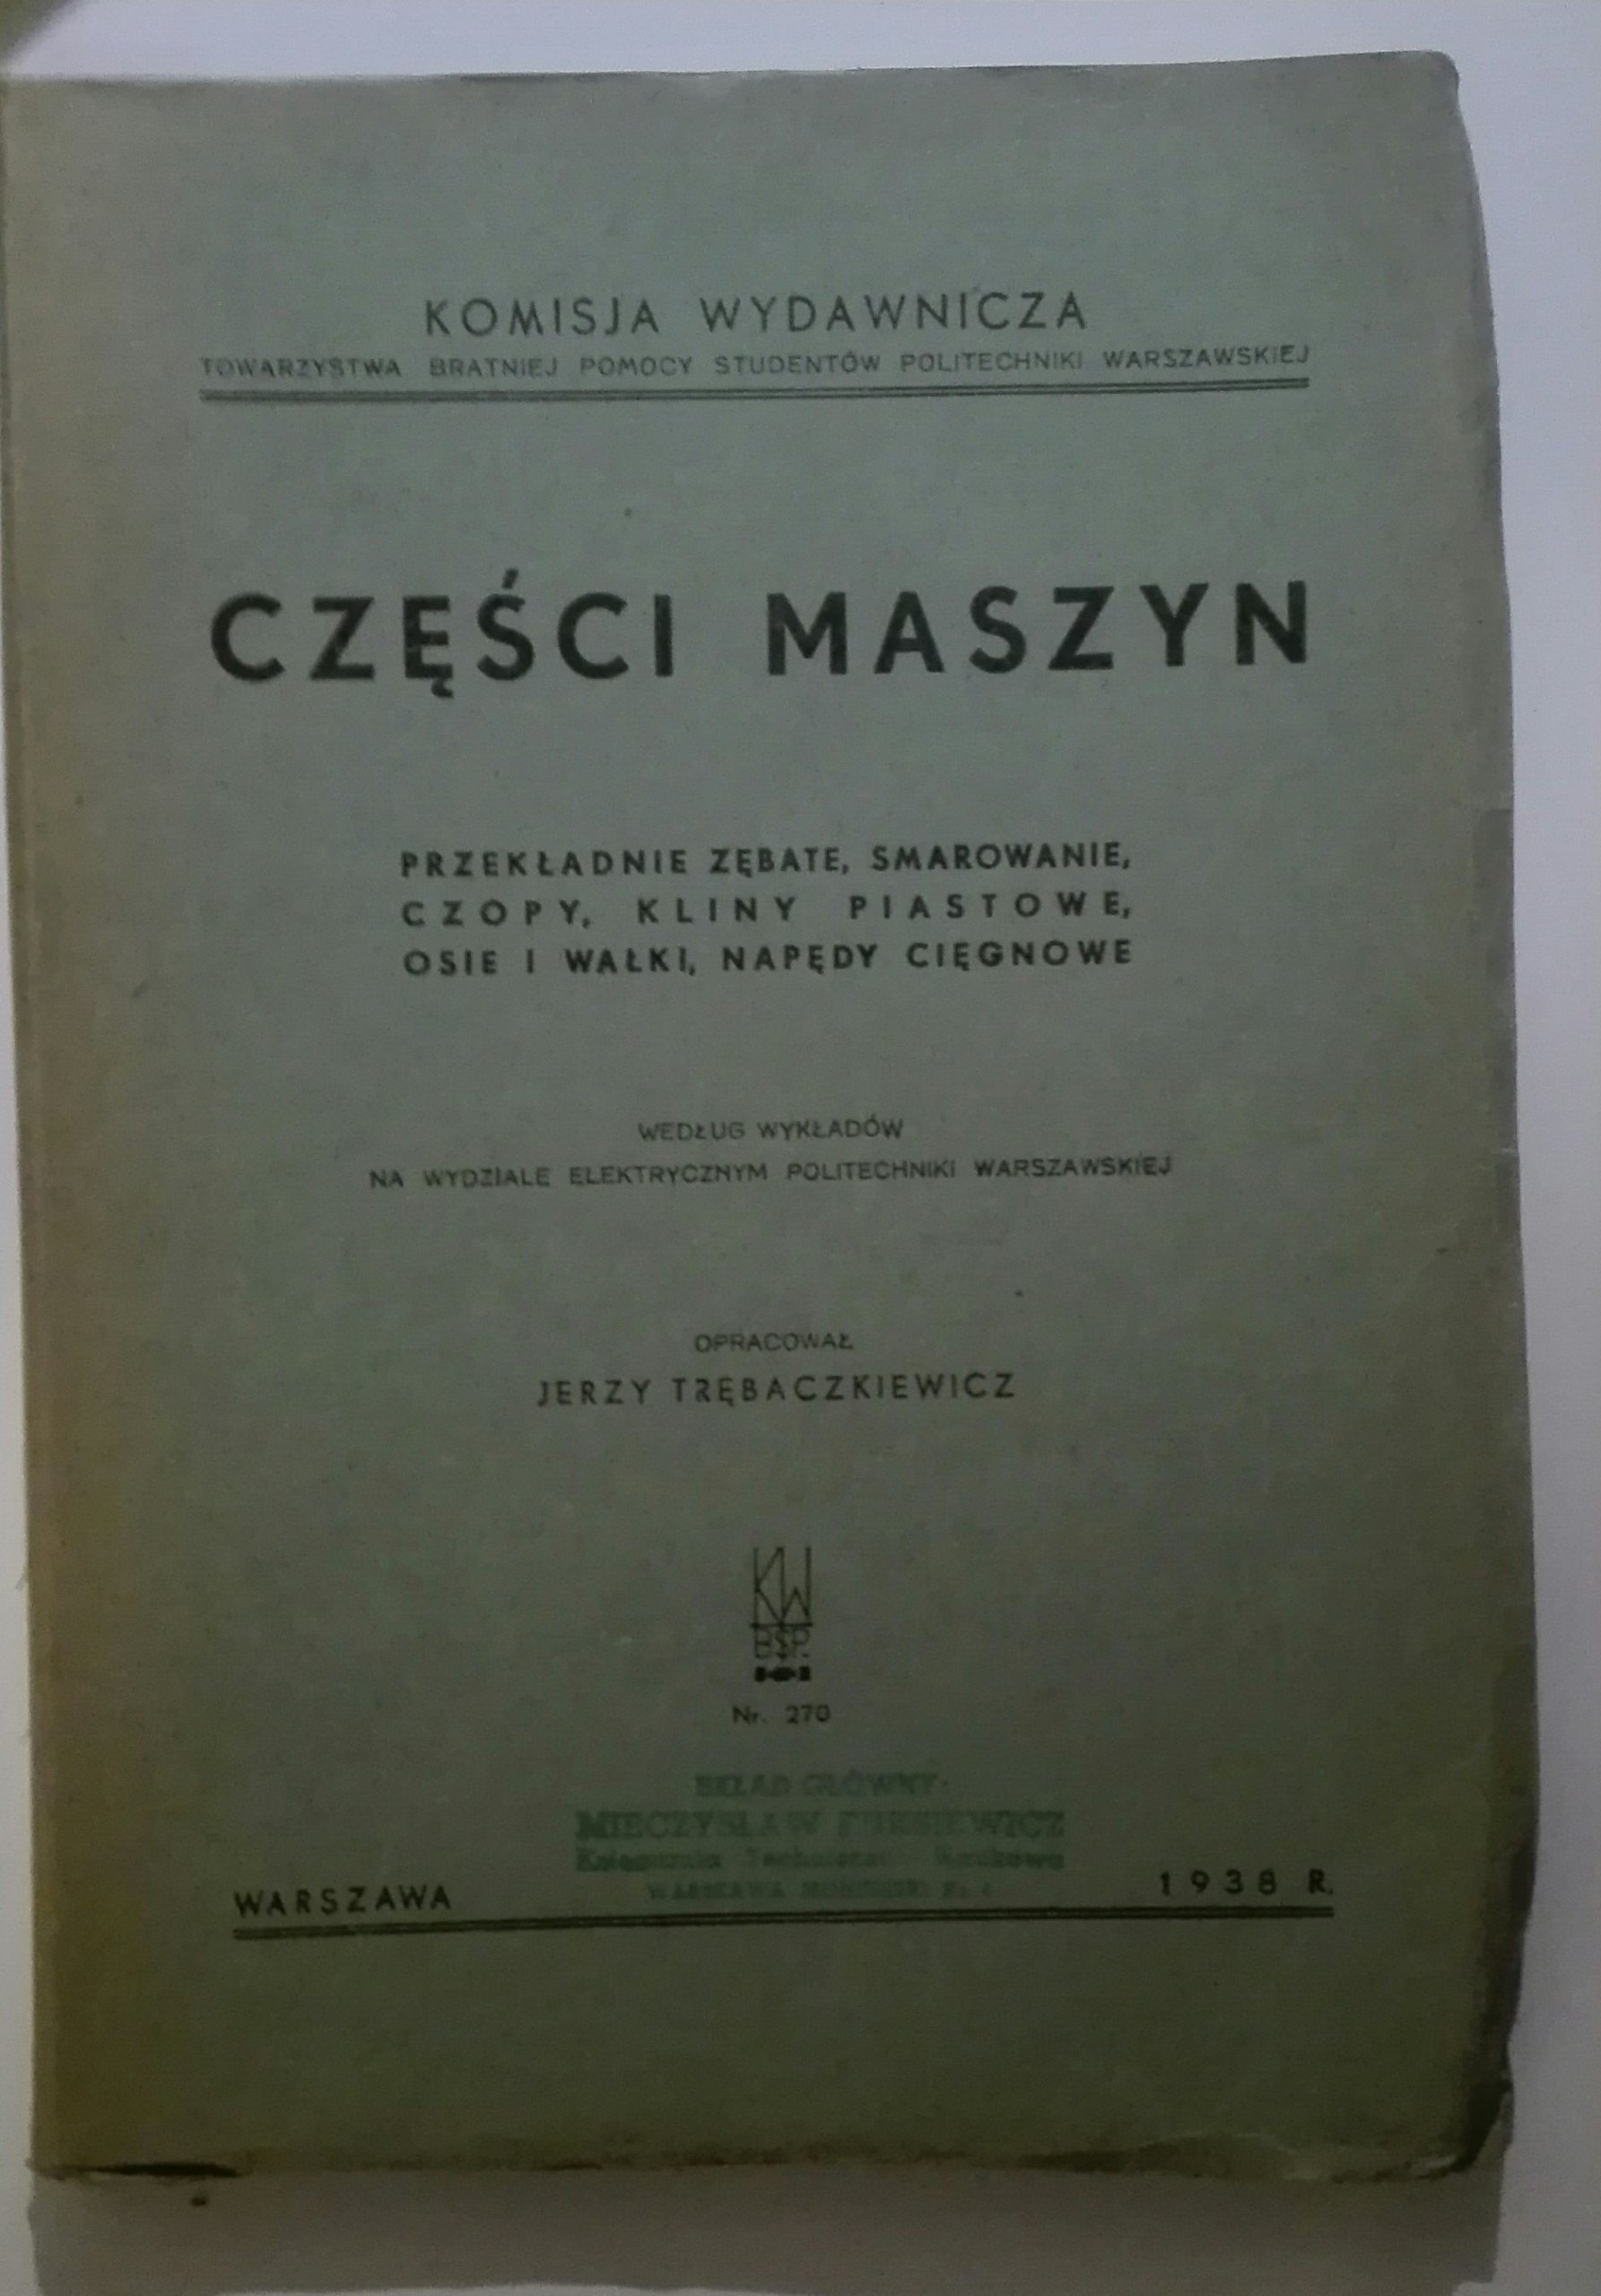 KOMISJA WYDAWNICZA
TOWARZYSTWA BRATNIEJ POMOCY STUDENTÓW POLITECHNIKI WARSZAWSKIEJ
CZĘŚCI MASZYN
PRZEKŁADNIE ZĘBATE, SMAROWANIE,
CZOPY, KLINY PIASTOWE,
OSIE I WAŁKI, NAPĘDY CIĘGNOWE
WEDŁUG WYKŁADÓW
NA WYDZIALE ELEKTRYCZNYM POLITECHNIKI WARSZAWSKIEJ
OPRACOWAŁ
JERZY TRĘBACZKIEWICZ
KW
Nr. 270
SKŁAD GŁÓWNY
MIECZYSŁAW
WARSZAWA
1938 R.